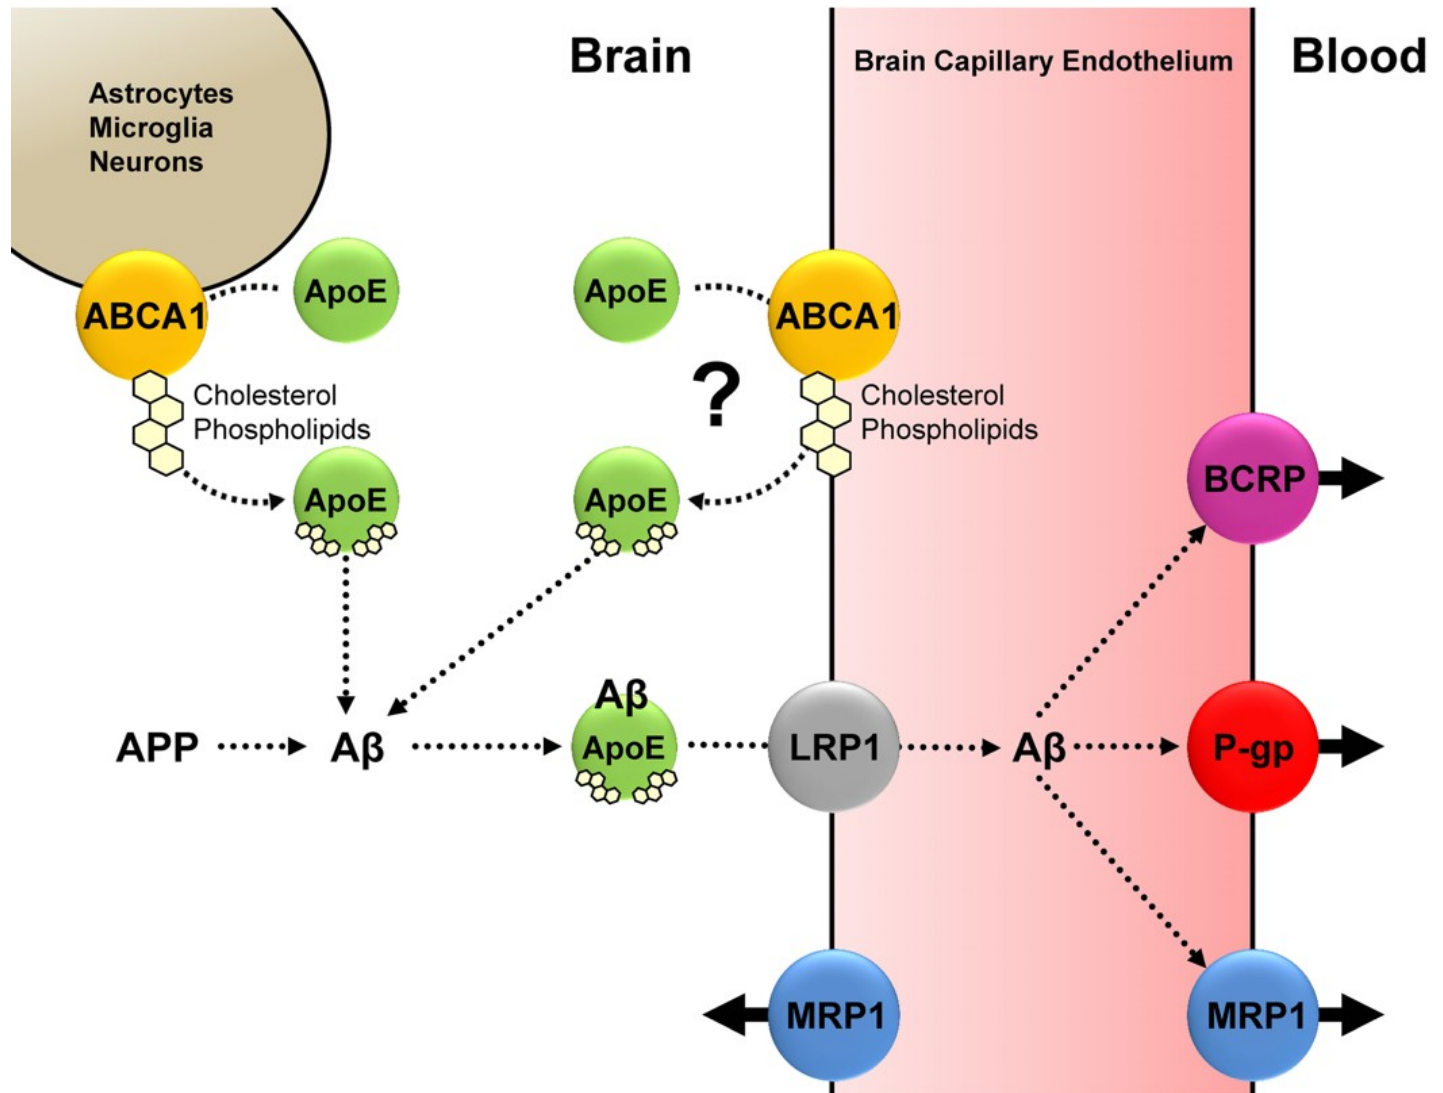 Brain
Brain Capillary Endothelium
Blood
Astrocytes
Microglia
Neurons
ABCA1
ApoE
ApoE
ABCA1
?
Cholesterol
Phospholipids
Cholesterol
Phospholipids
ApoE
ApoE
BCRP
APP
Aβ
Aβ
ApoE
LRP1
Aβ
P-gp
MRP1
MRP1